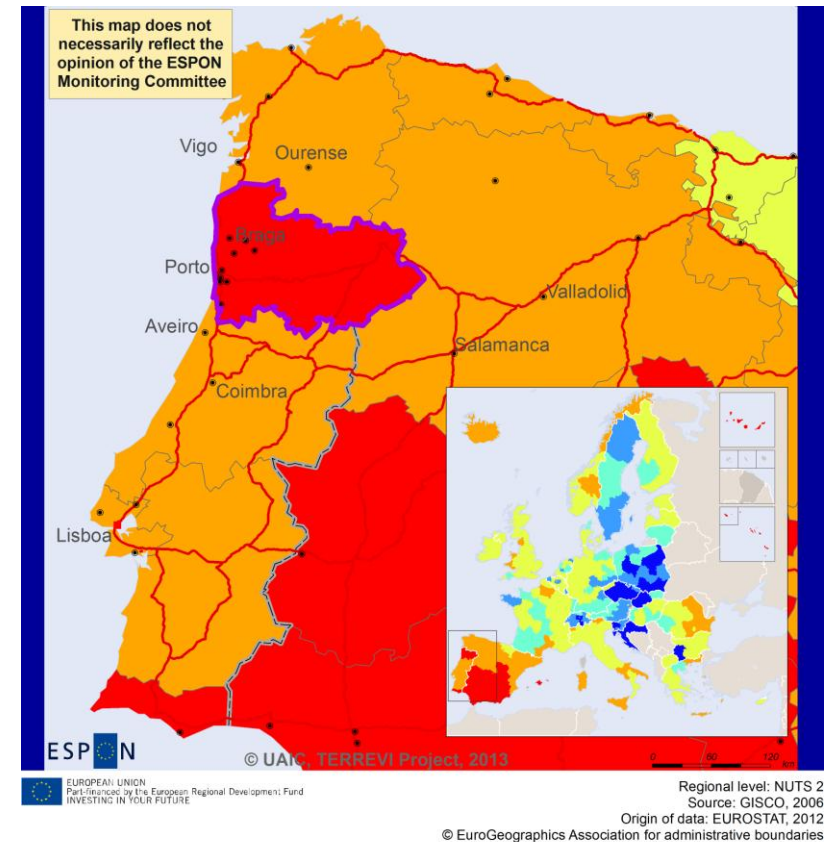 This map does not
necessarily reflect the
opinion of the ESPON
Monitoring Committee
Vigo
Ourense
Braga
Porto
Valladolid
Aveiro
Salamanca
Coimbra
Lisboa
ESPON
© UAIC, TERREVI Project, 2013
0 60 120
km
EUROPEAN UNION
Part-financed by the European Regional Development Fund
INVESTING IN YOUR FUTURE
Regional level: NUTS 2
Source: GISCO, 2006
Origin of data: EUROSTAT, 2012
© EuroGeographics Association for administrative boundaries